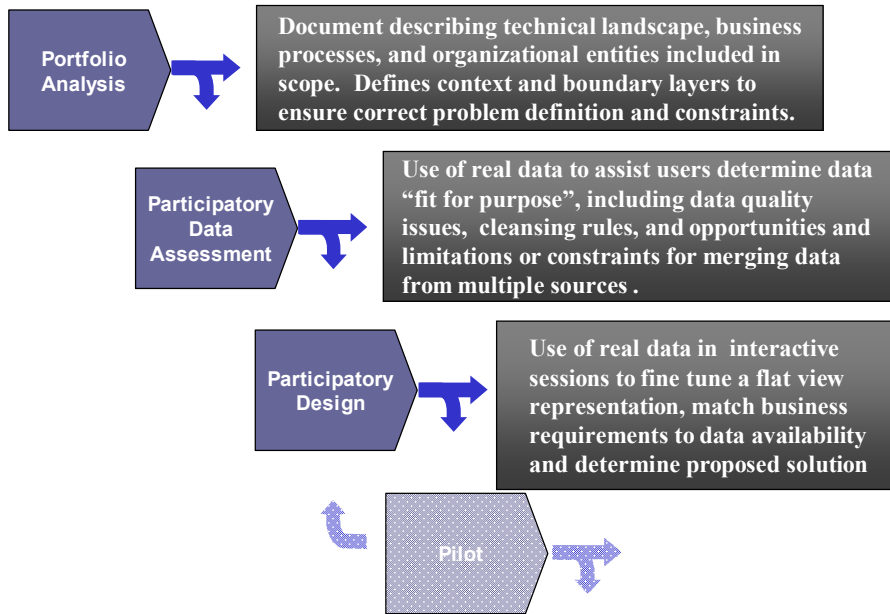 Portfolio
Analysis
Document describing technical landscape, business
processes, and organizational entities included in
scope.  Defines context and boundary layers to
ensure correct problem definition and constraints.
Participatory
Data
Assessment
Use of real data to assist users determine data
“fit for purpose”, including data quality
issues,  cleansing rules, and opportunities and
limitations or constraints for merging data
from multiple sources .
Participatory
Design
Use of real data in  interactive
sessions to fine tune a flat view
representation, match business
requirements to data availability
and determine proposed solution
Pilot